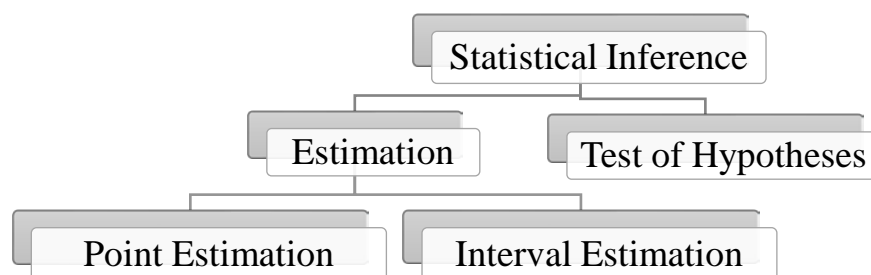 Statistical Inference
Estimation
Test of Hypotheses
Point Estimation
Interval Estimation